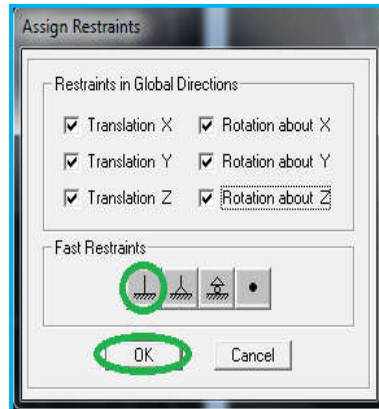 Assign Restraints
Restraints in Global Directions
Translation X Rotation about X
Translation Y Rotation about Y
Translation Z Rotation about Z
Fast Restraints
OK Cancel